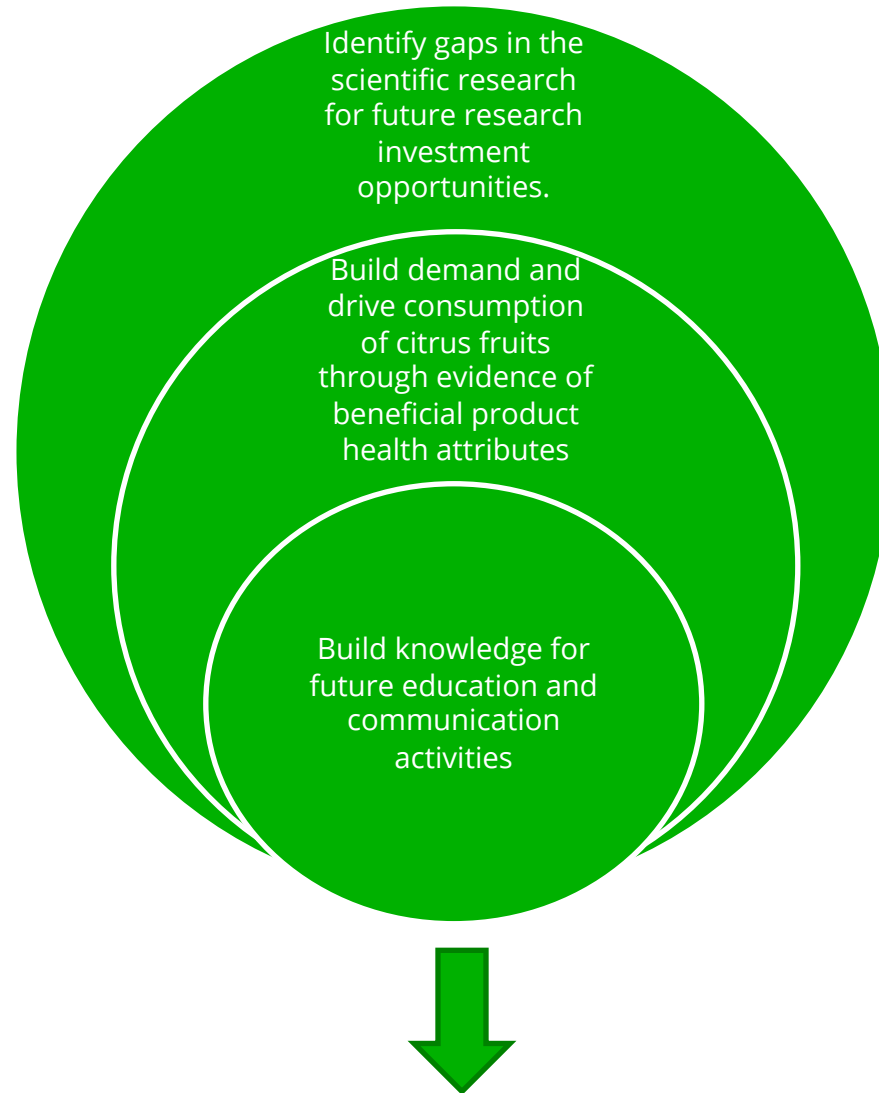 Identify gaps in the
scientific research
for future research
investment
opportunities.
Build demand and
drive consumption
of citrus fruits
through evidence of
beneficial product
health attributes
Build knowledge for
future education and
communication
activities